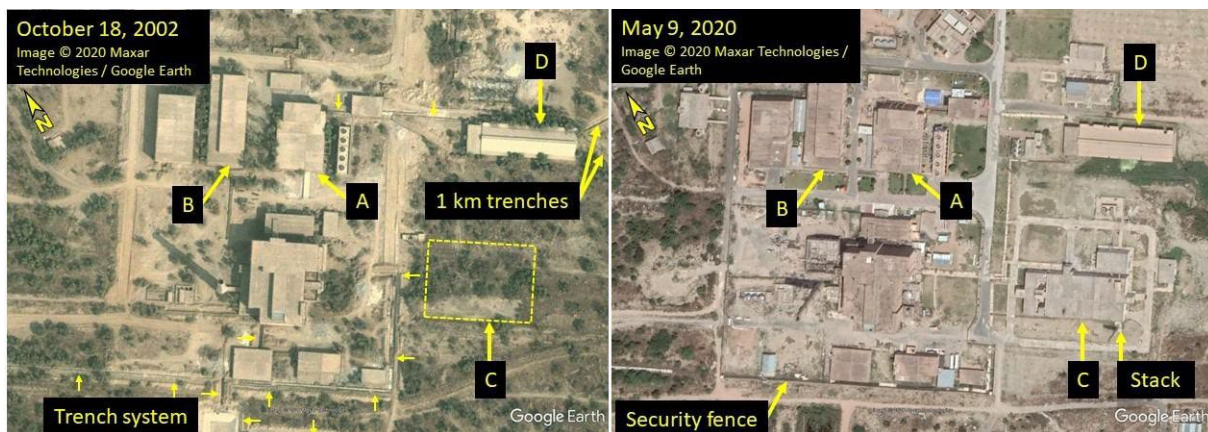 October 18, 2002
Image © 2020 Maxar
Technologies / Google Earth
N
D
B
A
1 km trenches
C
Trench system
Google Earth
May 9, 2020
Image © 2020 Maxar Technologies /
Google Earth
N
D
B
A
C
Stack
Security fence
Google Earth